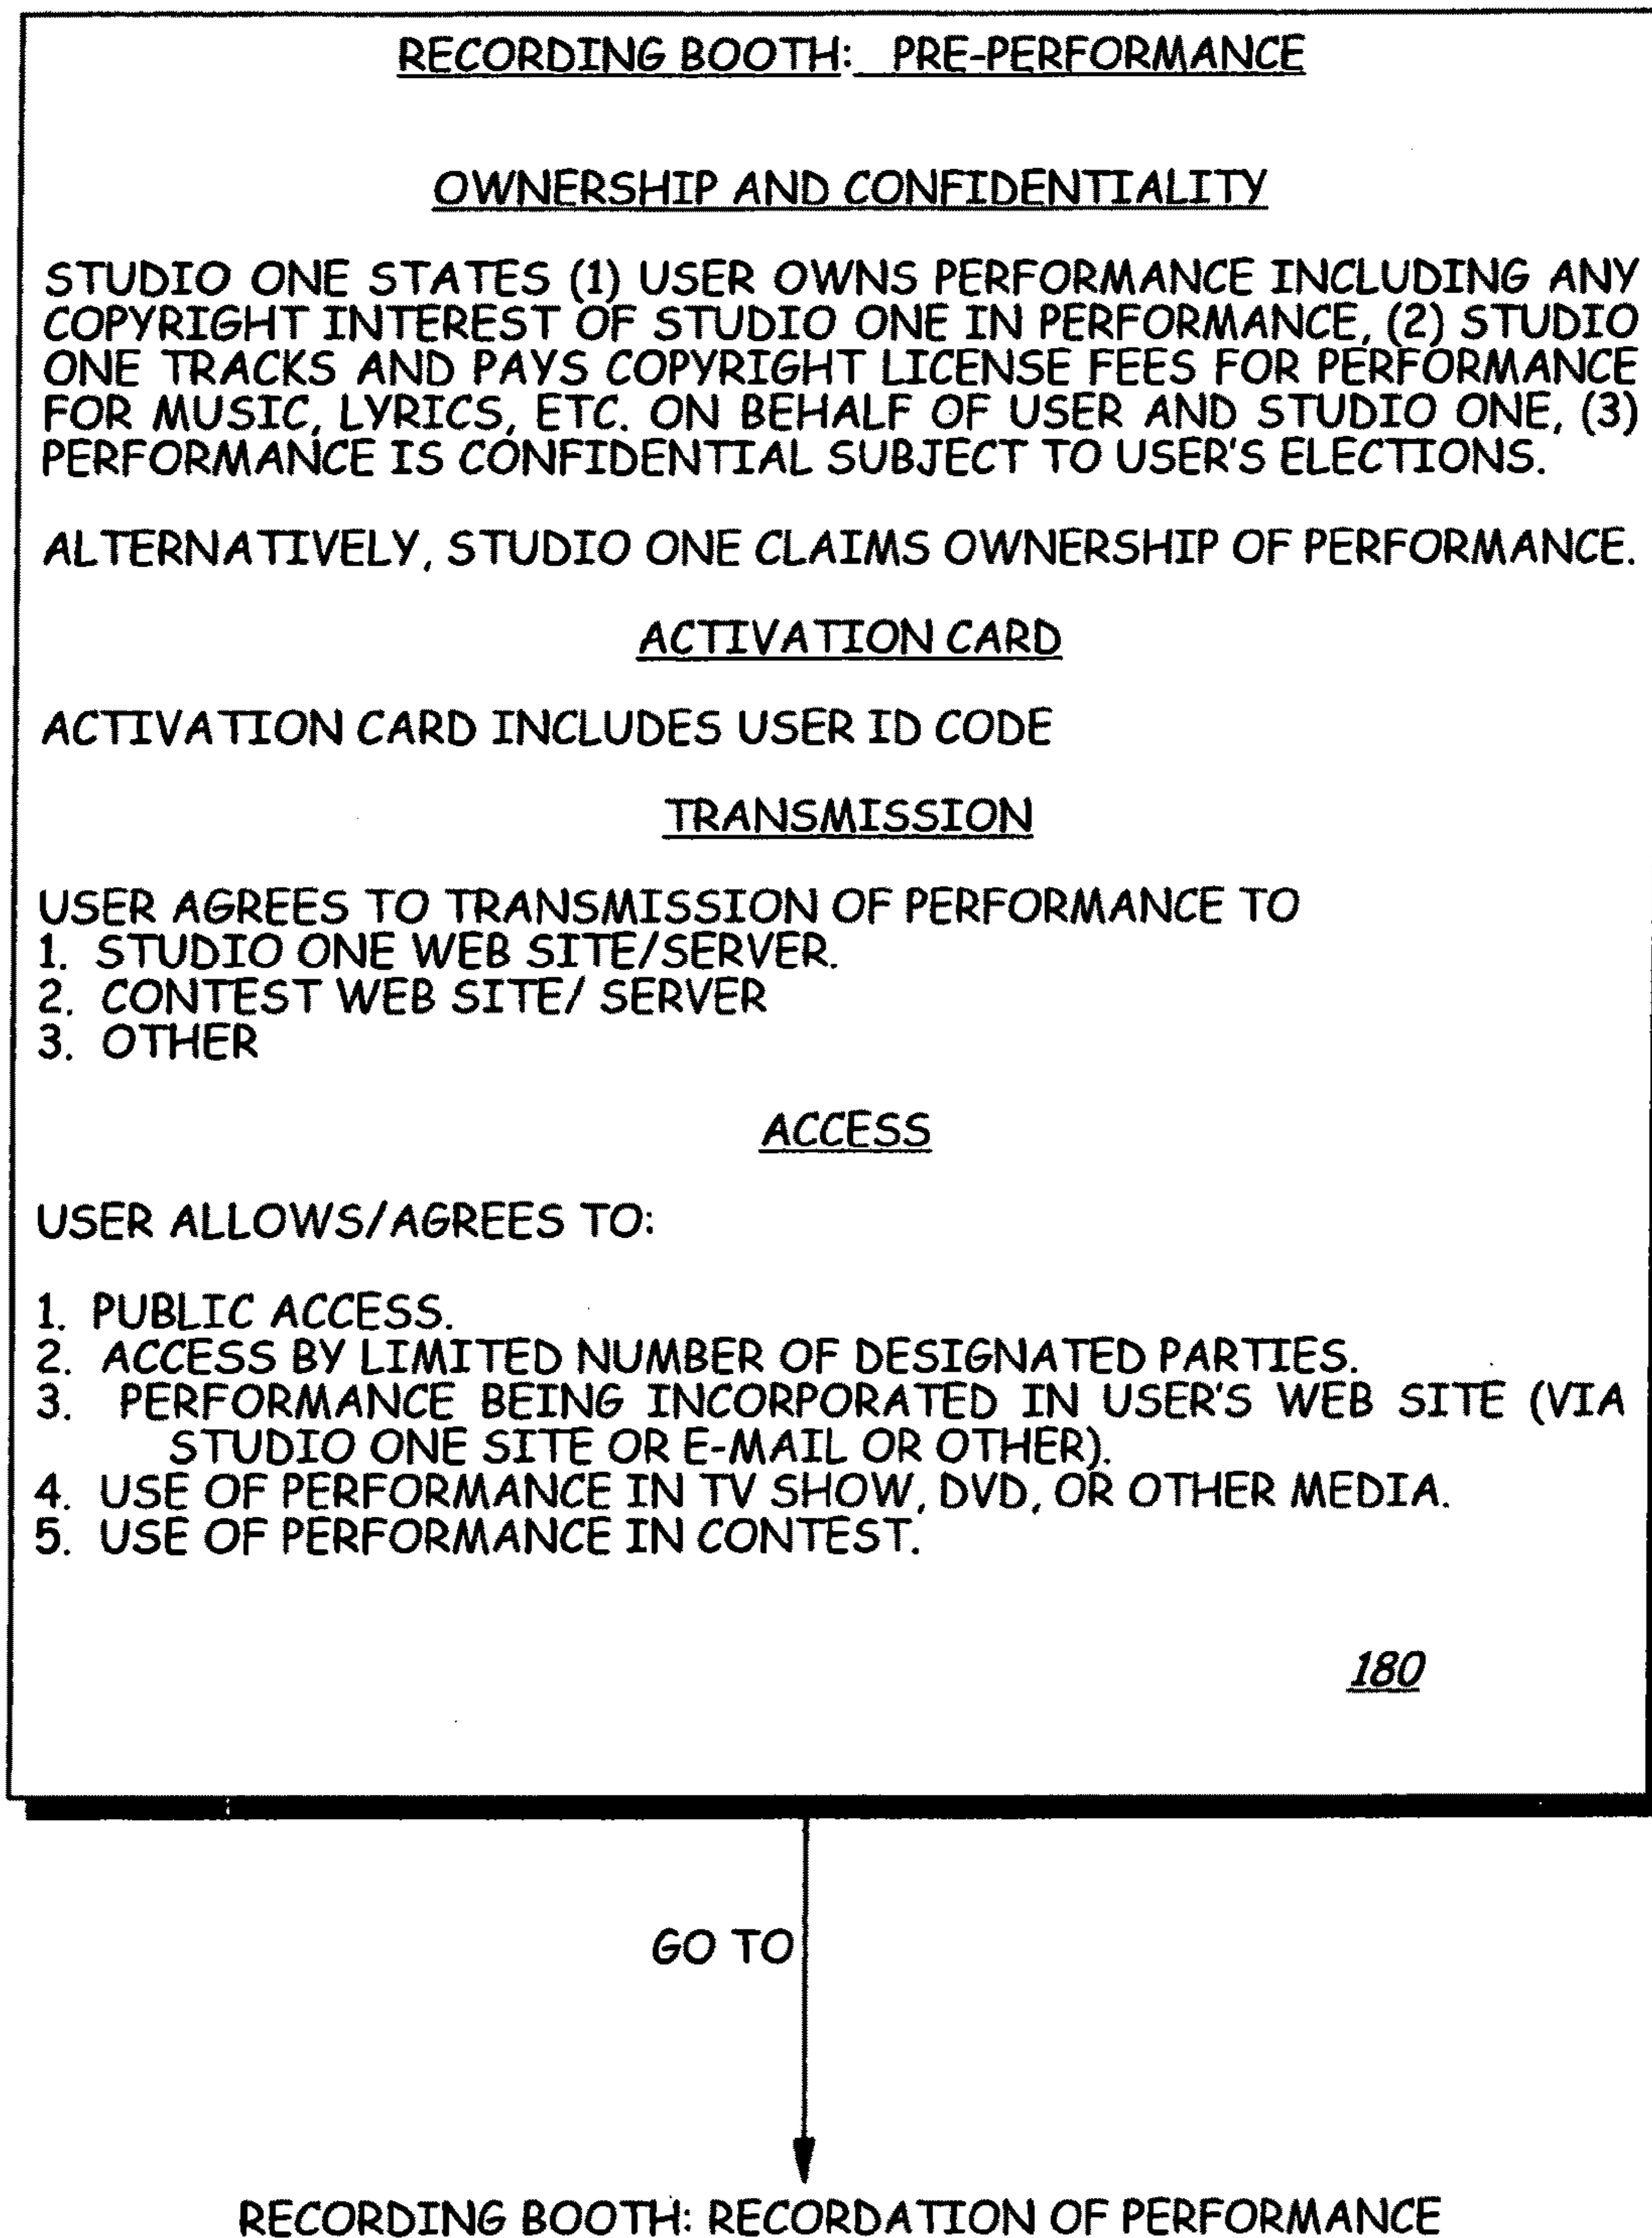 RECORDING BOOTH: PRE-PERFORMANCE
OWNERSHIP AND CONFIDENTIALITY
STUDIO ONE STATES (1) USER OWNS PERFORMANCE INCLUDING ANY
COPYRIGHT INTEREST OF STUDIO ONE IN PERFORMANCE, (2) STUDIO
ONE TRACKS AND PAYS COPYRIGHT LICENSE FEES FOR PERFORMANCE
FOR MUSIC, LYRICS, ETC. ON BEHALF OF USER AND STUDIO ONE, (3)
PERFORMANCE IS CONFIDENTIAL SUBJECT TO USER'S ELECTIONS.
ALTERNATIVELY, STUDIO ONE CLAIMS OWNERSHIP OF PERFORMANCE.
ACTIVATION CARD
ACTIVATION CARD INCLUDES USER ID CODE
TRANSMISSION
USER AGREES TO TRANSMISSION OF PERFORMANCE TO
1. STUDIO ONE WEB SITE/SERVER.
2. CONTEST WEB SITE/ SERVER
3. OTHER
ACCESS
USER ALLOWS/AGREES TO:
1. PUBLIC ACCESS.
2. ACCESS BY LIMITED NUMBER OF DESIGNATED PARTIES.
3. PERFORMANCE BEING INCORPORATED IN USER'S WEB SITE (VIA
STUDIO ONE SITE OR E-MAIL OR OTHER).
4. USE OF PERFORMANCE IN TV SHOW, DVD, OR OTHER MEDIA.
5. USE OF PERFORMANCE IN CONTEST.
180
GO TO
RECORDING BOOTH: RECORDATION OF PERFORMANCE